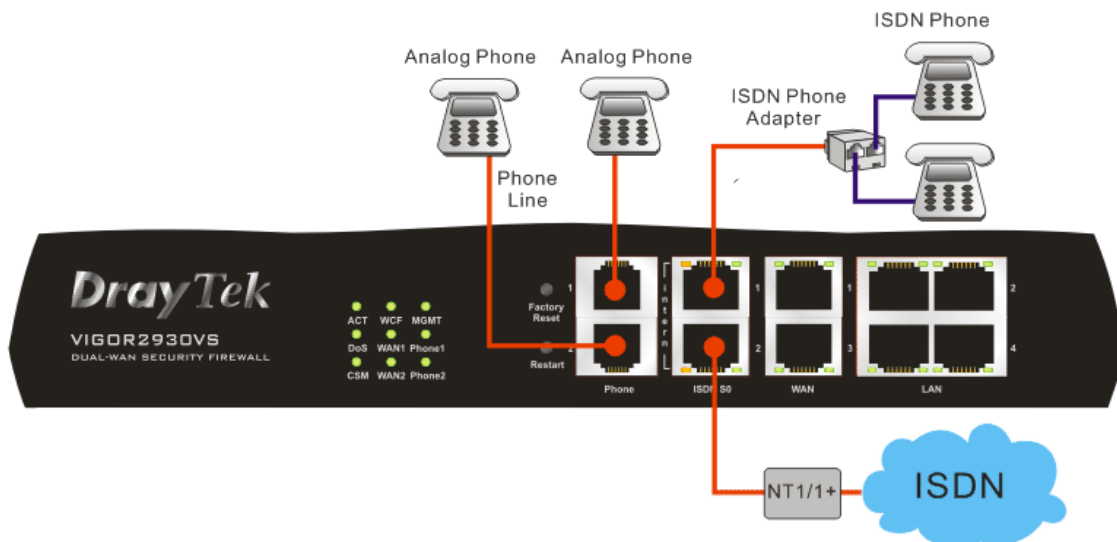 ISDN Phone
Analog Phone
Analog Phone
ISDN Phone
Adapter
Phone
Line
DrayTek
VIGOR2930VS
DUAL-WAN SECURITY FIREWALL
ACT WCF MGMT
DoS WAN1 Phone1
CSM WAN2 Phone2
Factory
Reset
Restart
1
2
intern
1
2
1
3
2
4
Phone
WAN
LAN
NT1/1+
ISDN